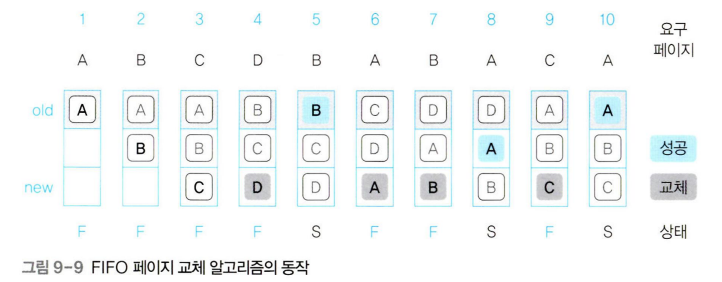 1 2 3 4 5 6 7 8 9 10 요구
A B C D B A B A C A 페이지
old A A A B B C D D A A
B B C C D A A B B 성공
new C D D A B B C C 교체
F F F F S F F S F S 상태
그림 9-9 FIFO 페이지 교체 알고리즘의 동작